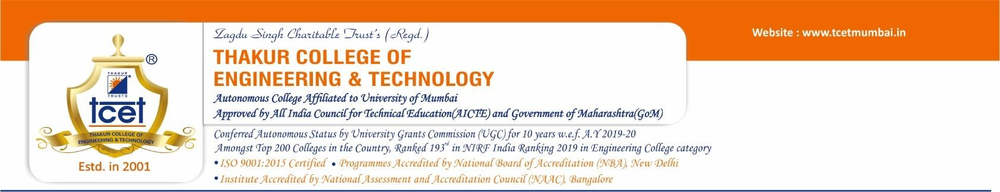 Zagdu Singh Charitable Trust's (Regd.)
THAKUR COLLEGE OF
ENGINEERING & TECHNOLOGY
Autonomous College Affiliated to University of Mumbai
Approved by All India Council for Technical Education(AICTE) and Government of Maharashtra(GoM)
Conferred Autonomous Status by University Grants Commission (UGC) for 10 years w.e.f. A.Y 2019-20
Amongst Top 200 Colleges in the Country, Ranked 193rd in NIRF India Ranking 2019 in Engineering College category
• ISO 9001:2015 Certified • Programmes Accredited by National Board of Accreditation (NBA), New Delhi
• Institute Accredited by National Assessment and Accreditation Council (NAAC), Bangalore
Website : www.tcetmumbai.in
®
THAKUR
®
TRUSTS
tcet
THAKUR COLLEGE OF
ENGINEERING & TECHNOLOGY
Estd. in 2001